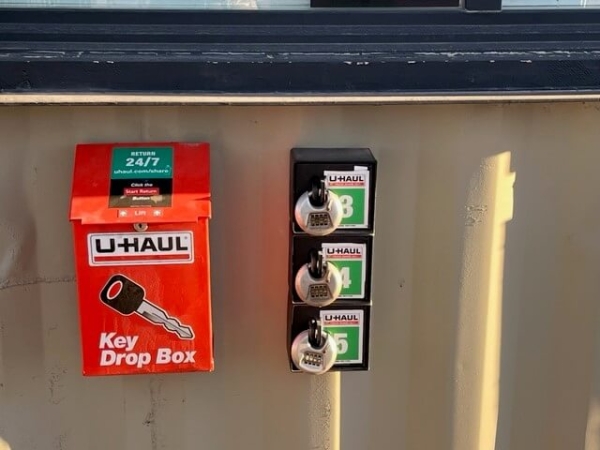 RETURN
24/7
uhaul.com/share
Click the
Start Return
Button
U-HAUL
Key
Drop Box
U-HAUL
3
U-HAUL
4
U-HAUL
5